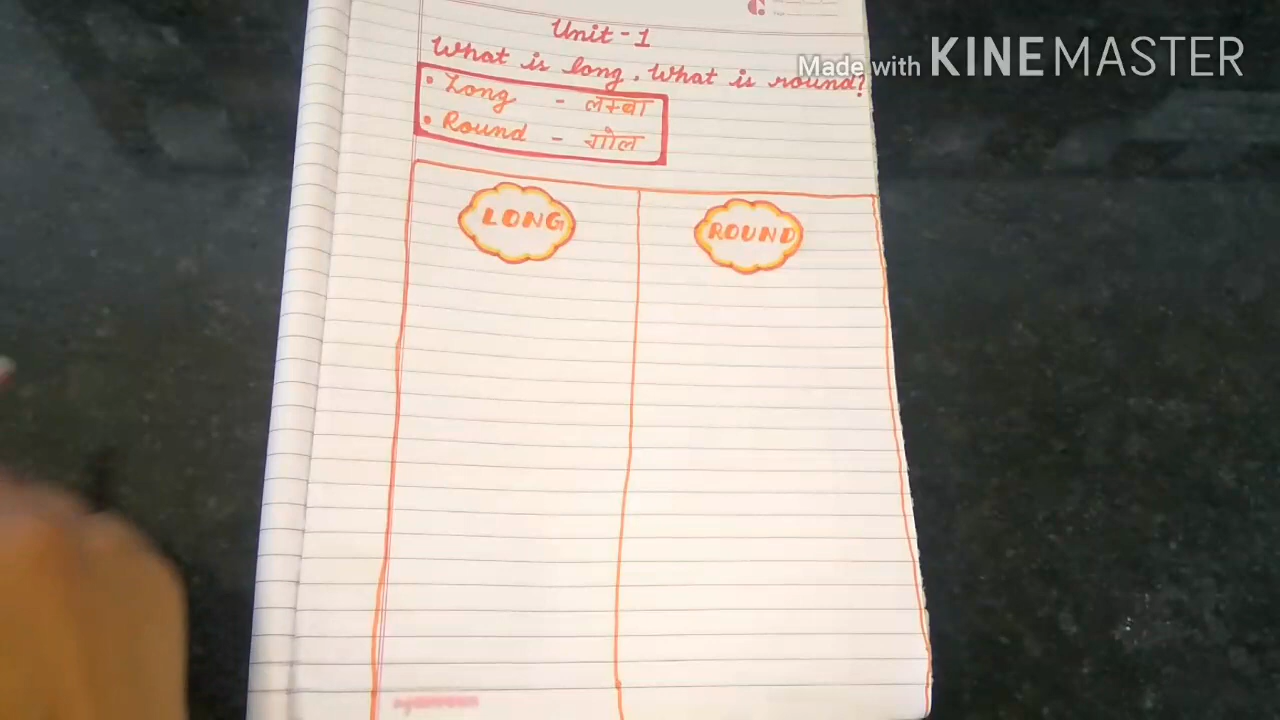 Unit - 1
What is long, What is round?
Made with KINEMASTER
• Long - लम्बा
• Round - गोल
LONG
ROUND